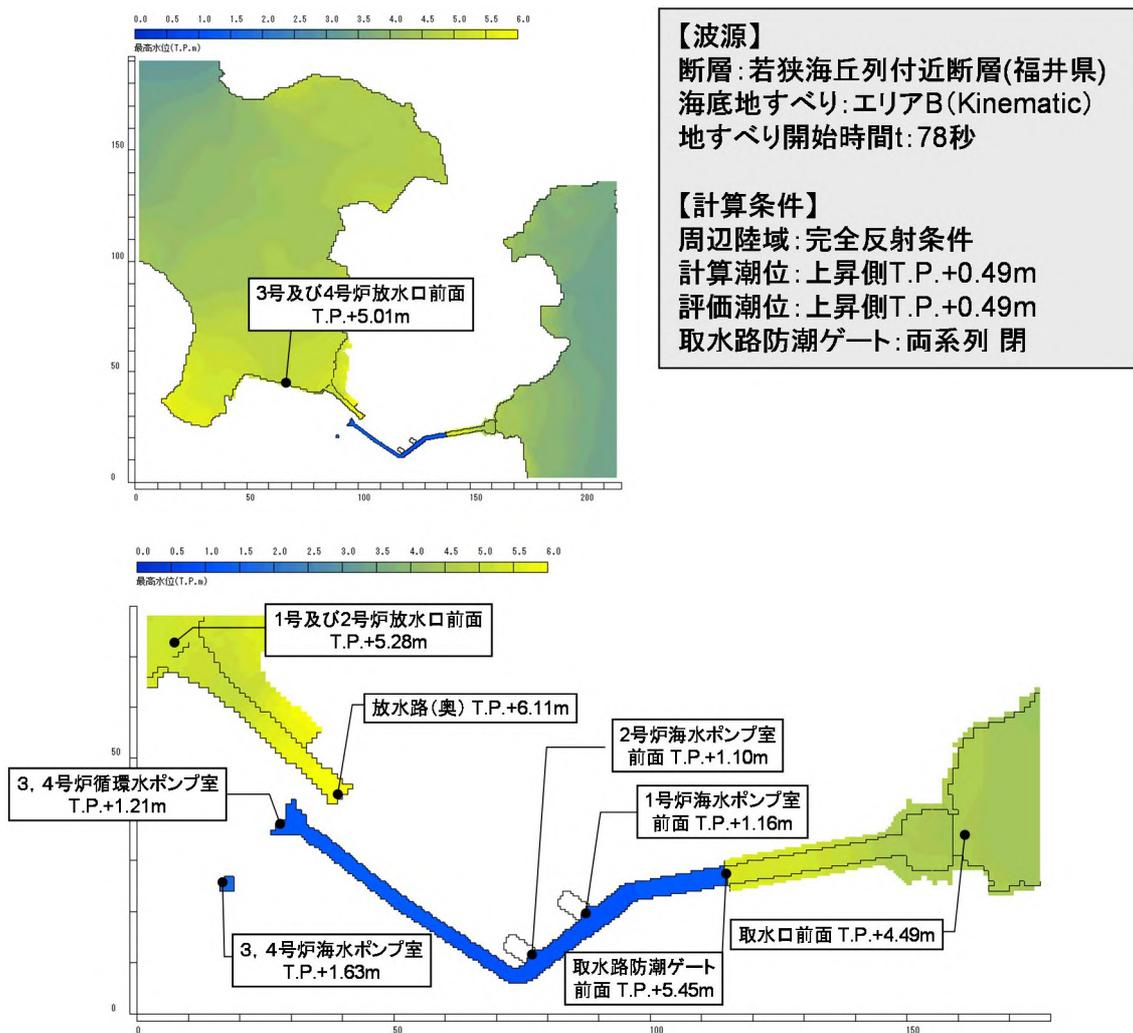 0.0 0.5 1.0 1.5 2.0 2.5 3.0 3.5 4.0 4.5 5.0 5.5 6.0
最高水位(T.P.m)
150
100
50
0
0 50 100 150 200
3号及び4号炉放水口前面
T.P.+5.01m
【波源】
断層：若狭海丘列付近断層(福井県)
海底地すべり：エリアB(Kinematic)
地すべり開始時間t：78秒
【計算条件】
周辺陸域：完全反射条件
計算潮位：上昇側T.P.+0.49m
評価潮位：上昇側T.P.+0.49m
取水路防潮ゲート：両系列 閉
0.0 0.5 1.0 1.5 2.0 2.5 3.0 3.5 4.0 4.5 5.0 5.5 6.0
最高水位(T.P.m)
1号及び2号炉放水口前面
T.P.+5.28m
放水路(奥) T.P.+6.11m
2号炉海水ポンプ室
前面 T.P.+1.10m
50
3，4号炉循環水ポンプ室
T.P.+1.21m
1号炉海水ポンプ室
前面 T.P.+1.16m
3，4号炉海水ポンプ室
T.P.+1.63m
取水路防潮ゲート
前面 T.P.+5.45m
取水口前面 T.P.+4.49m
0
0 50 100 150